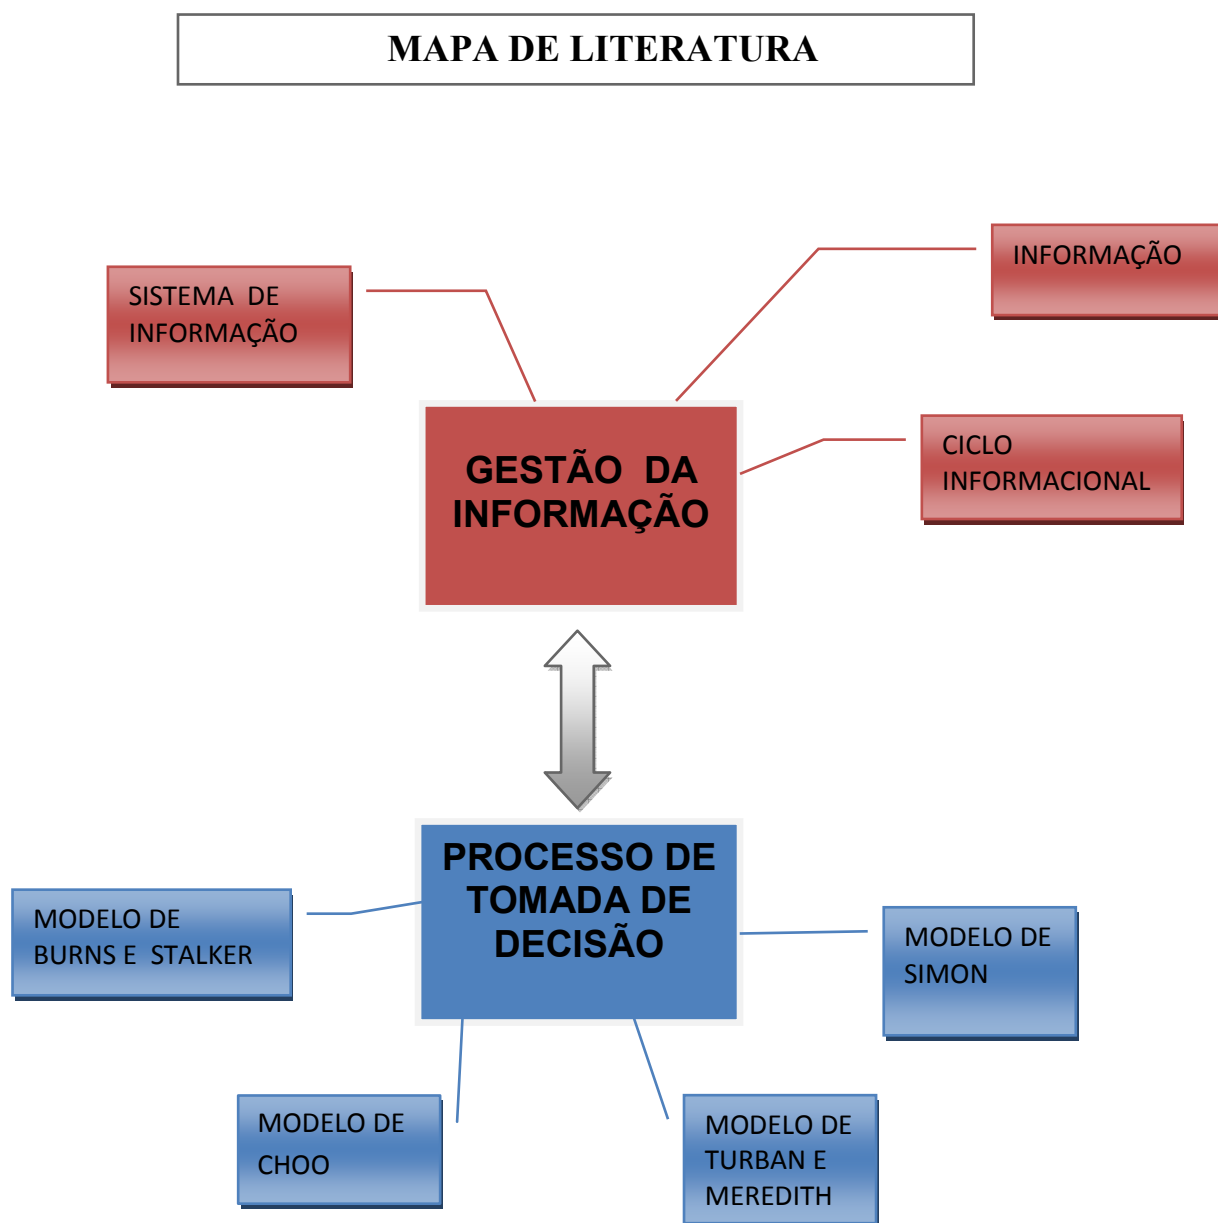 MAPA DE LITERATURA
INFORMAÇÃO
SISTEMA DE
INFORMAÇÃO
CICLO
INFORMACIONAL
GESTÃO DA
INFORMAÇÃO
PROCESSO DE
TOMADA DE
DECISÃO
MODELO DE
BURNS E STALKER
MODELO DE
SIMON
MODELO DE
CHOO
MODELO DE
TURBAN E
MEREDITH